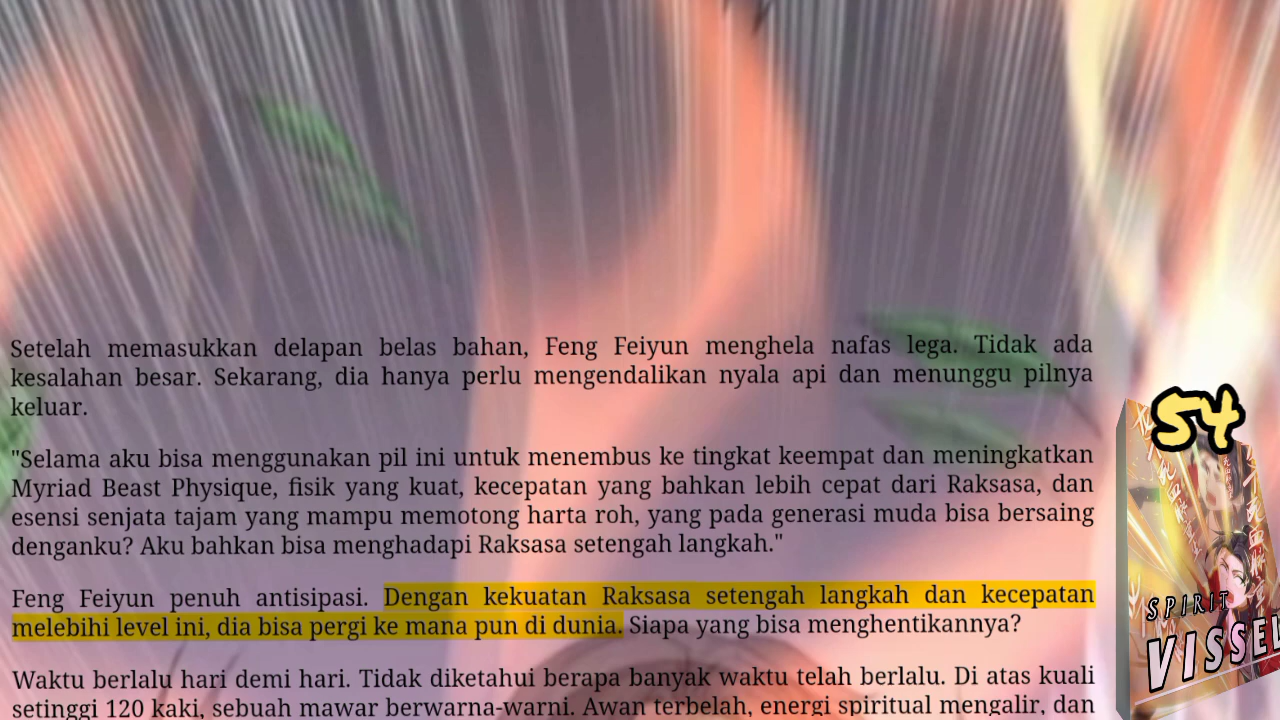 Setelah memasukkan delapan belas bahan, Feng Feiyun menghela nafas lega. Tidak ada
kesalahan besar. Sekarang, dia hanya perlu mengendalikan nyala api dan menunggu pilnya
keluar.
"Selama aku bisa menggunakan pil ini untuk menembus ke tingkat keempat dan meningkatkan
Myriad Beast Physique, fisik yang kuat, kecepatan yang bahkan lebih cepat dari Raksasa, dan
esensi senjata tajam yang mampu memotong harta roh, yang pada generasi muda bisa bersaing
denganku? Aku bahkan bisa menghadapi Raksasa setengah langkah."
Feng Feiyun penuh antisipasi. Dengan kekuatan Raksasa setengah langkah dan kecepatan
melebihi level ini, dia bisa pergi ke mana pun di dunia. Siapa yang bisa menghentikannya?
Waktu berlalu hari demi hari. Tidak diketahui berapa banyak waktu telah berlalu. Di atas kuali
setinggi 120 kaki, sebuah mawar berwarna-warni. Awan terbelah, energi spiritual mengalir, dan
54
SPIRIT
VISSEL